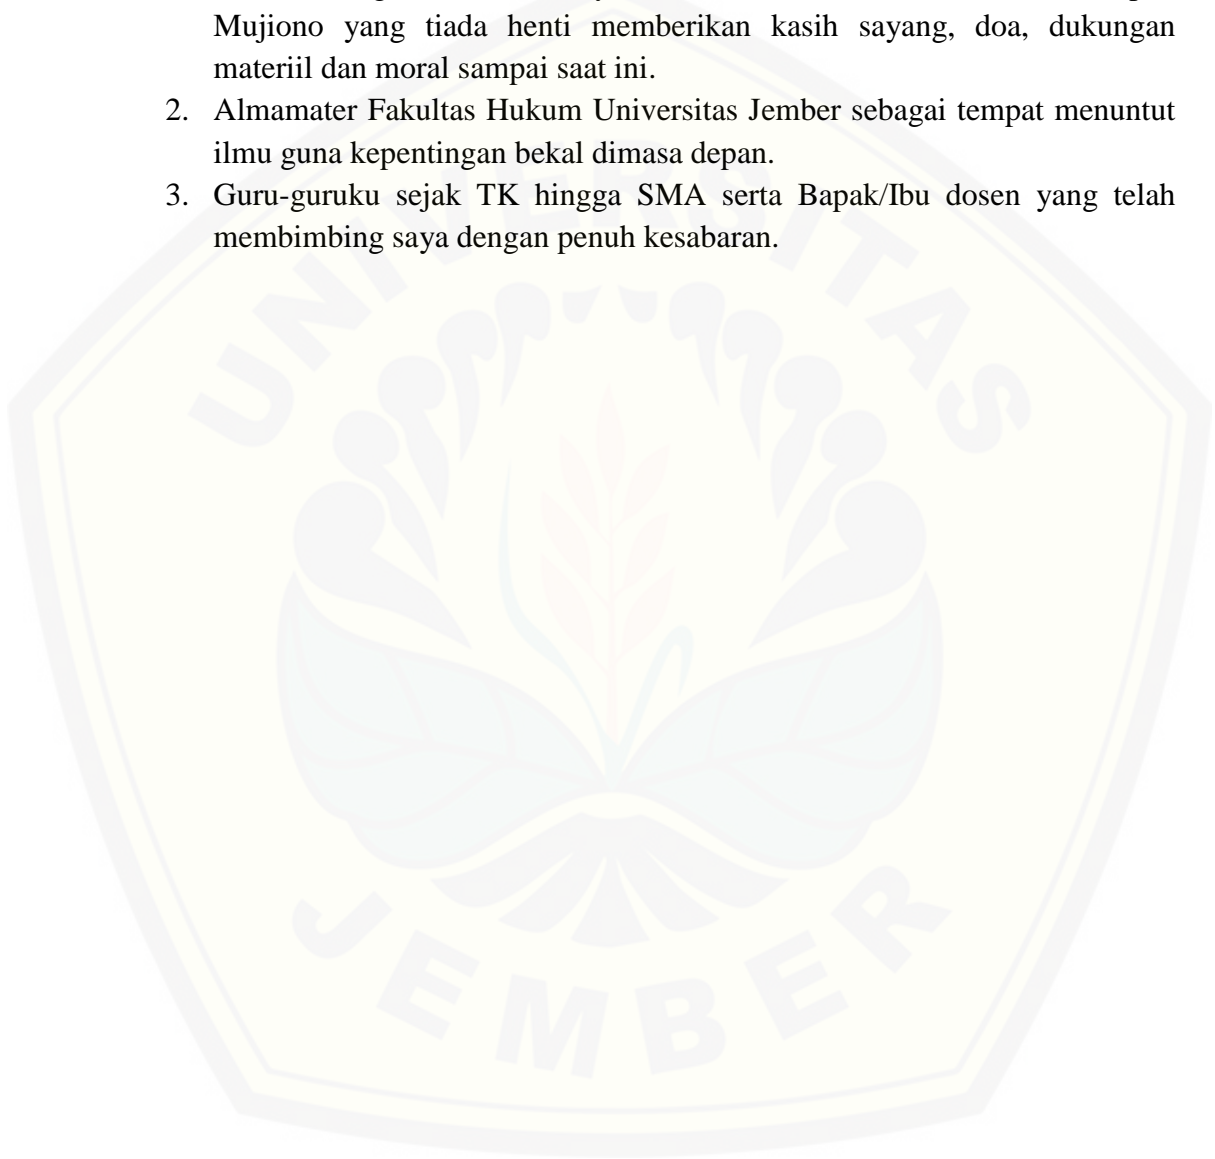 Mujiono yang tiada henti memberikan kasih sayang, doa, dukungan
materiil dan moral sampai saat ini.
2. Almamater Fakultas Hukum Universitas Jember sebagai tempat menuntut
ilmu guna kepentingan bekal dimasa depan.
3. Guru-guruku sejak TK hingga SMA serta Bapak/Ibu dosen yang telah
membimbing saya dengan penuh kesabaran.
UNIVERSITAS
JEMBER